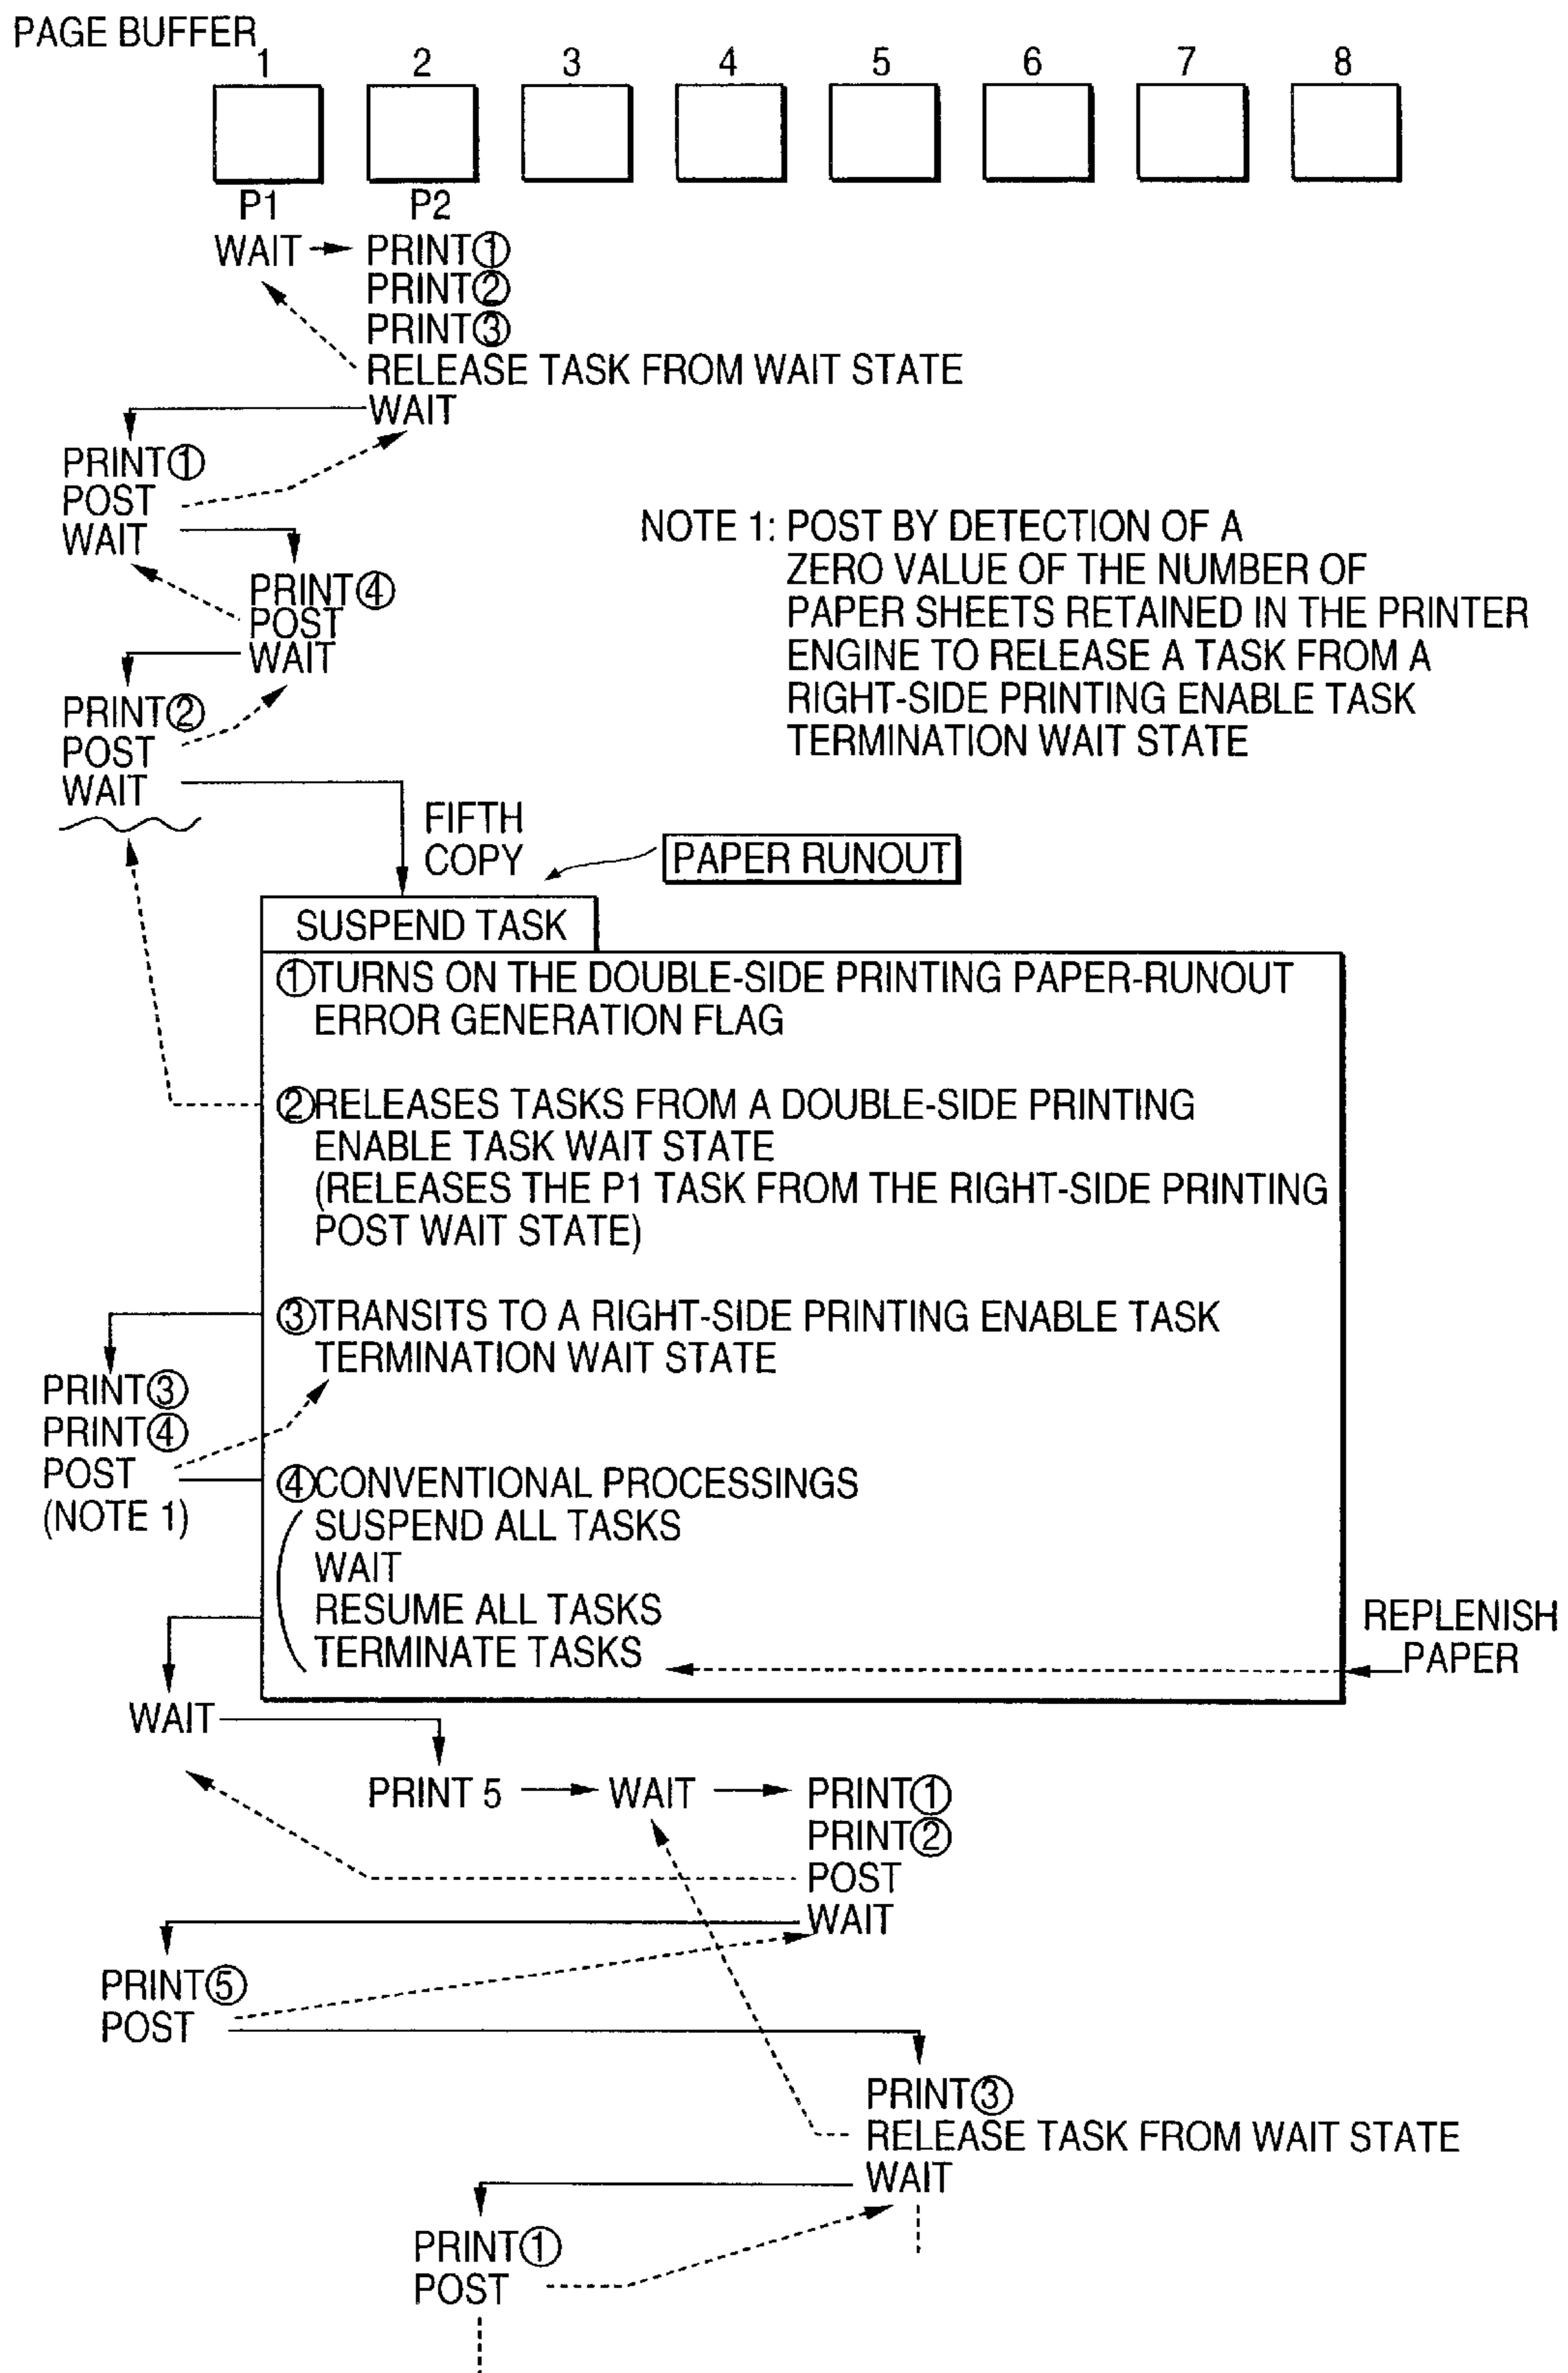 PAGE BUFFER
1 2 3 4 5 6 7 8
P1 P2
WAIT PRINT①
PRINT②
PRINT③
RELEASE TASK FROM WAIT STATE
WAIT
PRINT①
POST
WAIT
NOTE 1: POST BY DETECTION OF A
ZERO VALUE OF THE NUMBER OF
PAPER SHEETS RETAINED IN THE PRINTER
ENGINE TO RELEASE A TASK FROM A
RIGHT-SIDE PRINTING ENABLE TASK
TERMINATION WAIT STATE
PRINT④
POST
WAIT
PRINT②
POST
WAIT
FIFTH
COPY
PAPER RUNOUT
SUSPEND TASK
①TURNS ON THE DOUBLE-SIDE PRINTING PAPER-RUNOUT
ERROR GENERATION FLAG
②RELEASES TASKS FROM A DOUBLE-SIDE PRINTING
ENABLE TASK WAIT STATE
(RELEASES THE P1 TASK FROM THE RIGHT-SIDE PRINTING
POST WAIT STATE)
③TRANSITS TO A RIGHT-SIDE PRINTING ENABLE TASK
TERMINATION WAIT STATE
PRINT③
PRINT④
POST
(NOTE 1)
④CONVENTIONAL PROCESSINGS
SUSPEND ALL TASKS
WAIT
RESUME ALL TASKS
TERMINATE TASKS
REPLENISH
PAPER
WAIT
PRINT 5 WAIT PRINT①
PRINT②
POST
WAIT
PRINT⑤
POST
PRINT③
RELEASE TASK FROM WAIT STATE
WAIT
PRINT①
POST